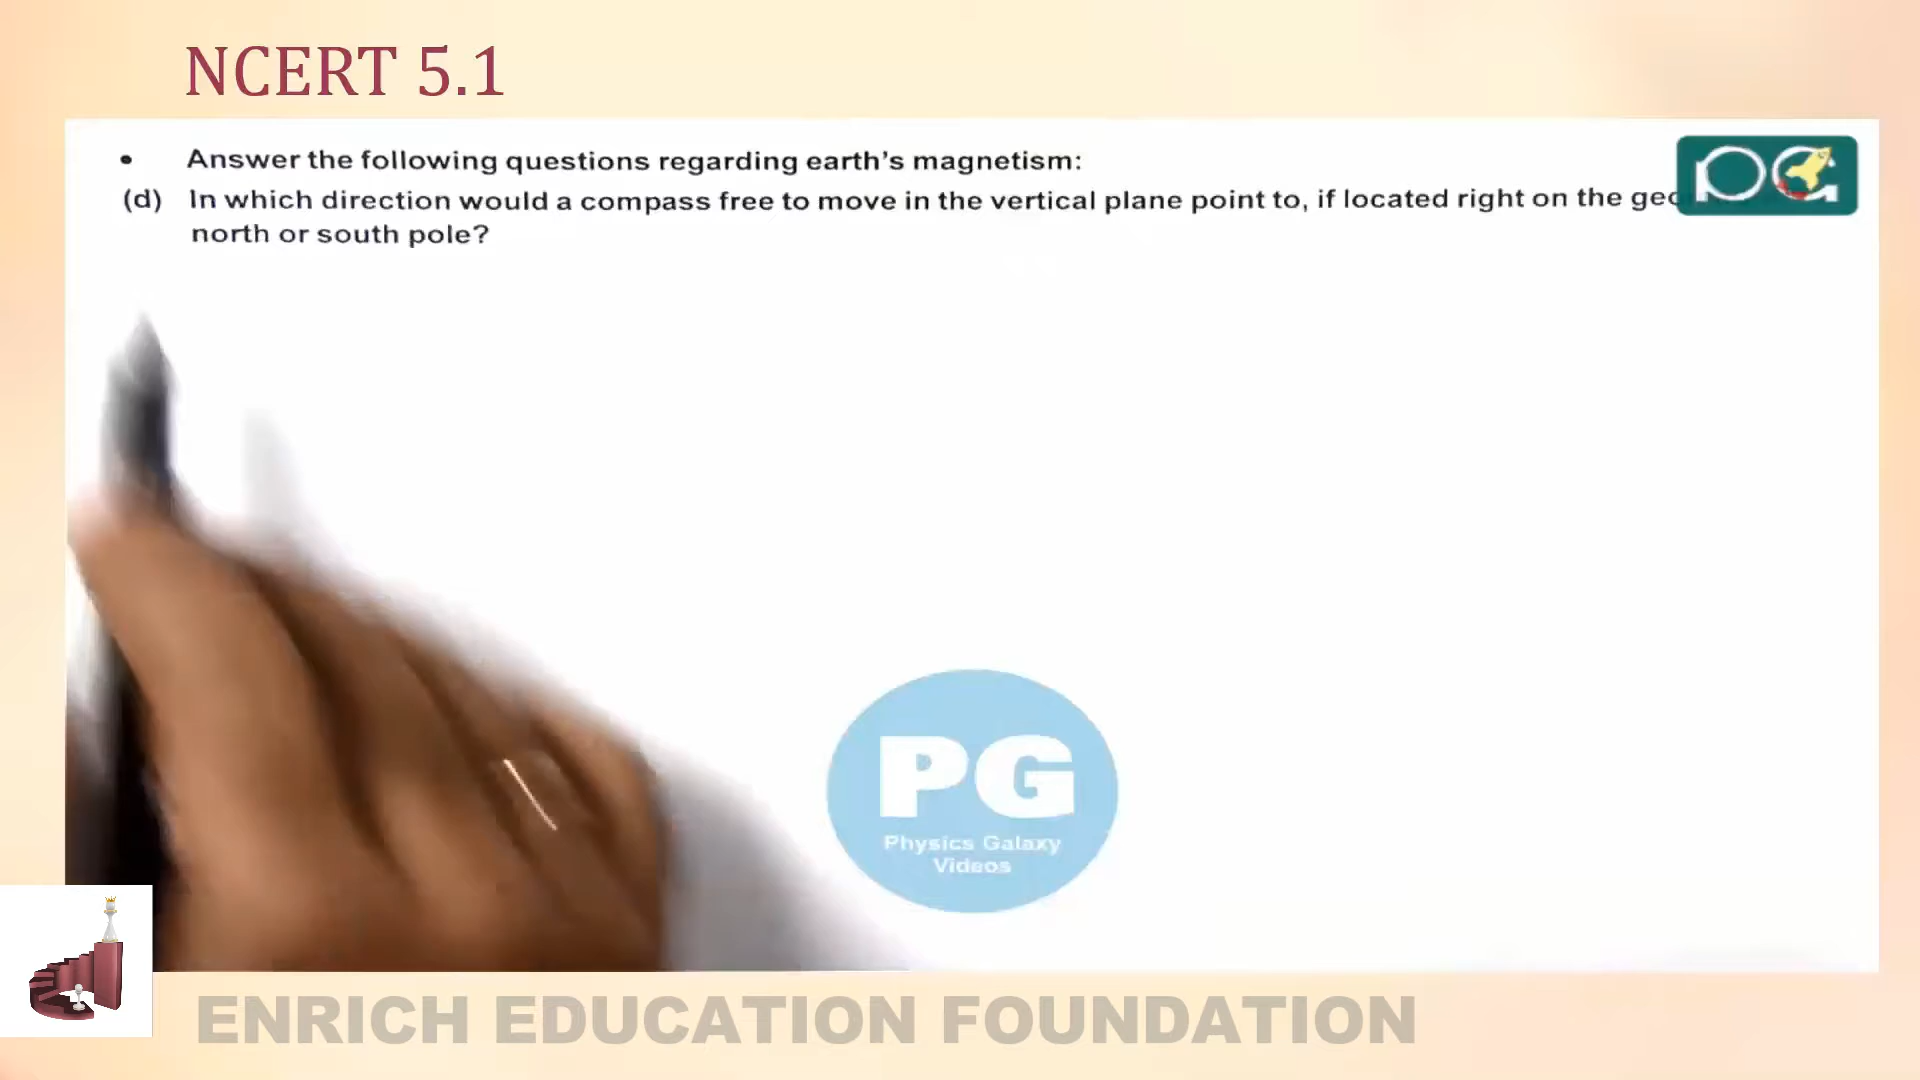 NCERT 5.1
• Answer the following questions regarding earth's magnetism:
(d) In which direction would a compass free to move in the vertical plane point to, if located right on the
north or south pole?
PG
PG
Physics Galaxy
Videos
ENRICH EDUCATION FOUNDATION